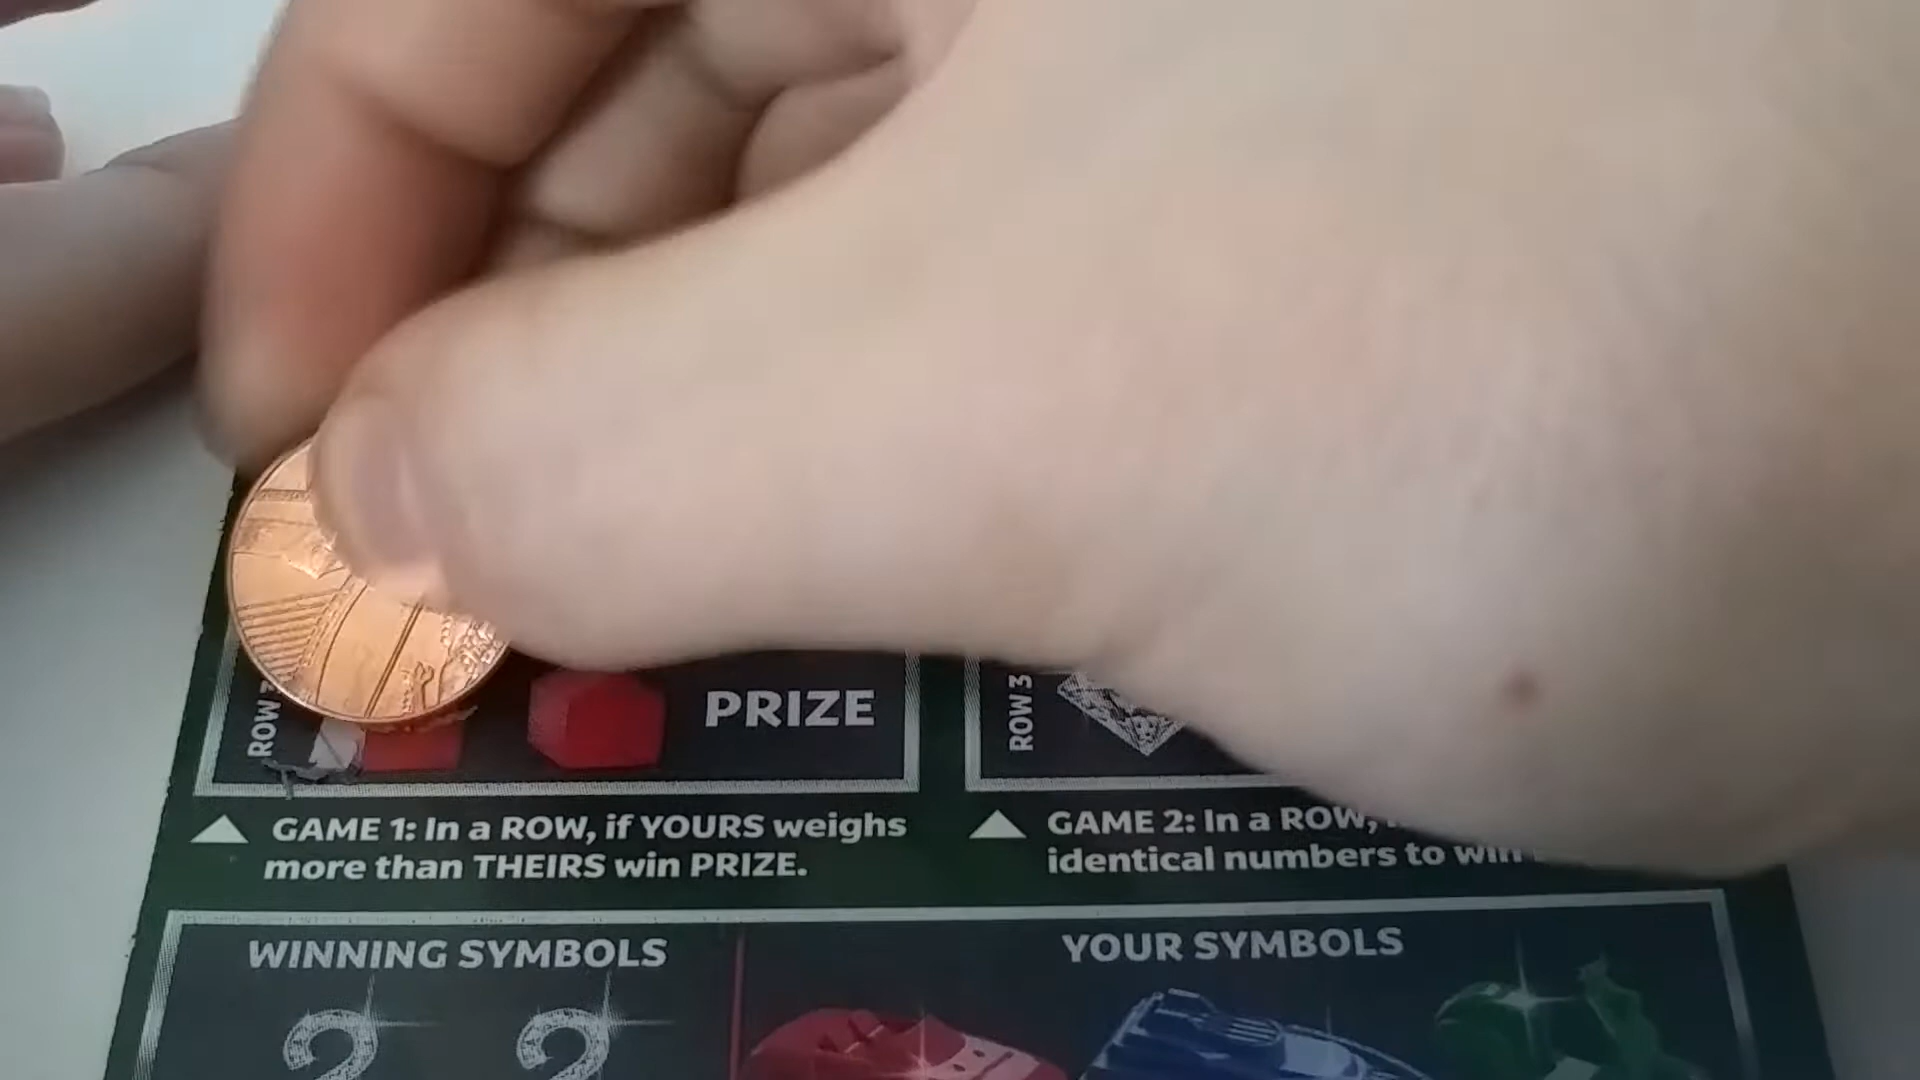 ROW 3
PRIZE
ROW 3
GAME 1: In a ROW, if YOURS weighs
more than THEIRS win PRIZE.
GAME 2: In a ROW,
identical numbers to win
WINNING SYMBOLS
YOUR SYMBOLS
? ?